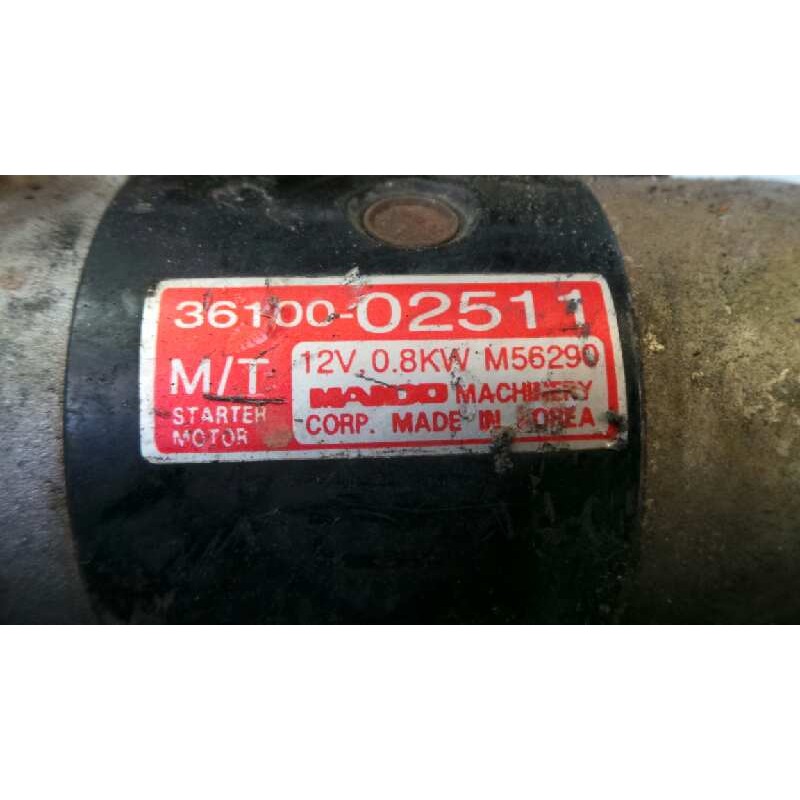 36100-02511
M/T
STARTER
MOTOR
12V 0.8KW M56290
MANDO MACHINERY
CORP. MADE IN KOREA